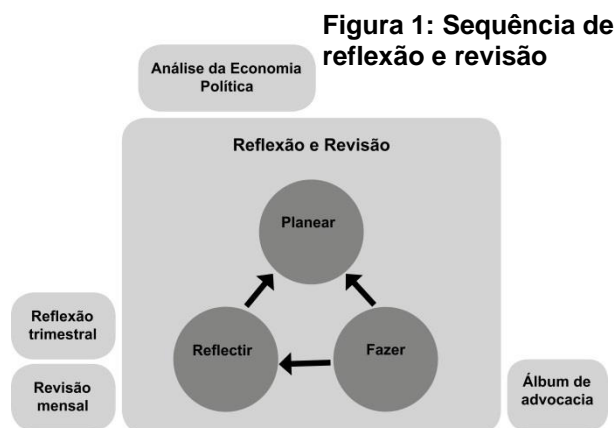 Figura 1: Sequência de
reflexão e revisão
Análise da Economia
Política
Reflexão e Revisão
Planear
Reflectir
Fazer
Reflexão
trimestral
Revisão
mensal
Álbum de
advocacia